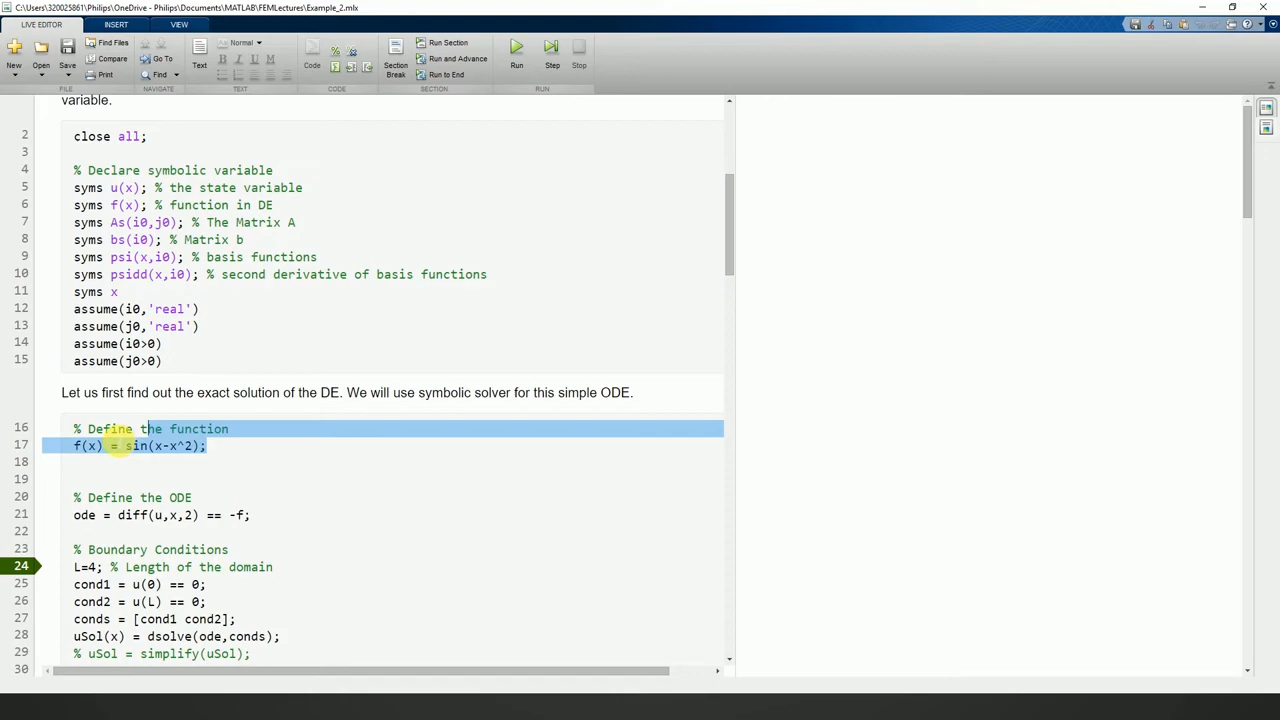 C:\Users\320025861\Philips\OneDrive - Philips\Documents\MATLAB\FEMLectures\Example_2.mlx
LIVE EDITOR INSERT VIEW
New Open Save Find Files Compare Print Go To Find Text Normal B I U M Code Section Break Run Section Run and Advance Run to End Run Step Stop
FILE NAVIGATE TEXT CODE SECTION RUN
variable.
2 close all;
3
4 % Declare symbolic variable
5 syms u(x); % the state variable
6 syms f(x); % function in DE
7 syms As(i0,j0); % The Matrix A
8 syms bs(i0); % Matrix b
9 syms psi(x,i0); % basis functions
10 syms psidd(x,i0); % second derivative of basis functions
11 syms x
12 assume(i0,'real')
13 assume(j0,'real')
14 assume(i0>0)
15 assume(j0>0)
Let us first find out the exact solution of the DE. We will use symbolic solver for this simple ODE.
16 % Define the function
17 f(x) = sin(x-x^2);
18
19
20 % Define the ODE
21 ode = diff(u,x,2) == -f;
22
23 % Boundary Conditions
24 L=4; % Length of the domain
25 cond1 = u(0) == 0;
26 cond2 = u(L) == 0;
27 conds = [cond1 cond2];
28 uSol(x) = dsolve(ode,conds);
29 % uSol = simplify(uSol);
30